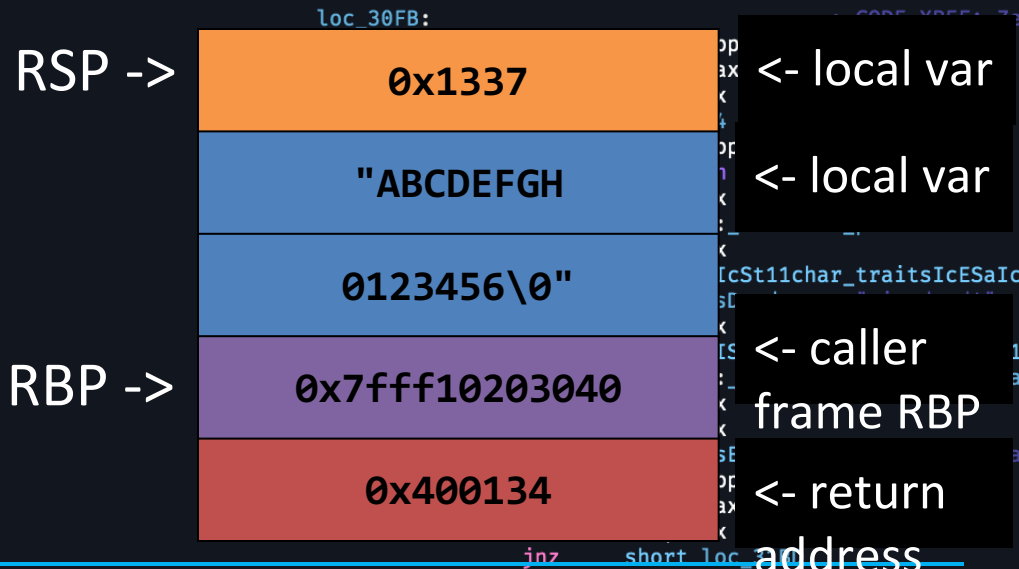 loc_30FB:
RSP ->
0x1337
<- local var
"ABCDEFGH
<- local var
0123456\0"
IcSt11char_traitsIcESaIc
RBP ->
0x7fff10203040
<- caller
frame RBP
0x400134
<- return
address
jnz short